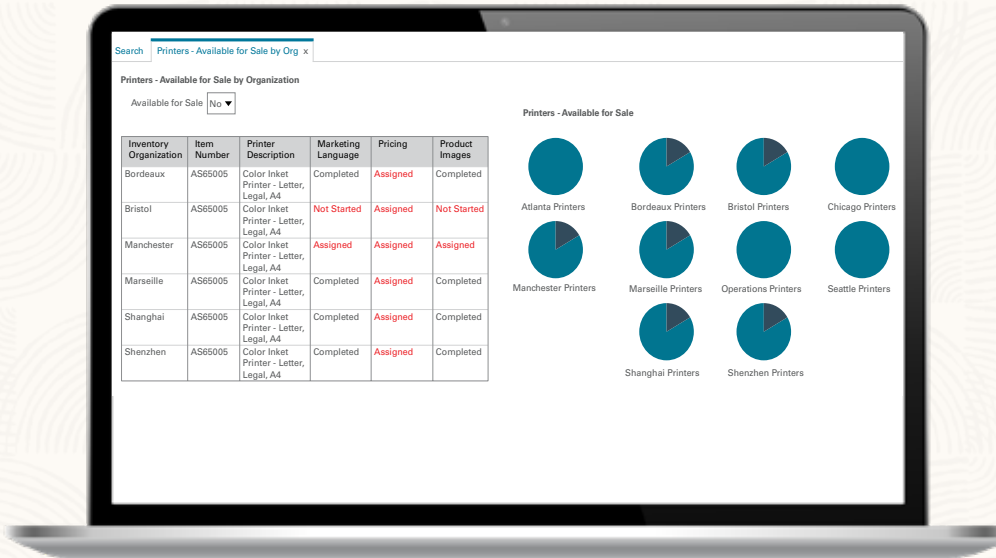 Search
Printers - Available for Sale by Org x
Printers - Available for Sale by Organization
Available for Sale No
Inventory Organization Item Number Printer Description Marketing Language Pricing Product Images
Bordeaux AS65005 Color Inket Printer - Letter, Legal, A4 Completed Assigned Completed
Bristol AS65005 Color Inket Printer - Letter, Legal, A4 Not Started Assigned Not Started
Manchester AS65005 Color Inket Printer - Letter, Legal, A4 Assigned Assigned Assigned
Marseille AS65005 Color Inket Printer - Letter, Legal, A4 Completed Assigned Completed
Shanghai AS65005 Color Inket Printer - Letter, Legal, A4 Completed Assigned Completed
Shenzhen AS65005 Color Inket Printer - Letter, Legal, A4 Completed Assigned Completed
Printers - Available for Sale
Atlanta Printers Bordeaux Printers Bristol Printers Chicago Printers
Manchester Printers Marseille Printers Operations Printers Seattle Printers
Shanghai Printers Shenzhen Printers